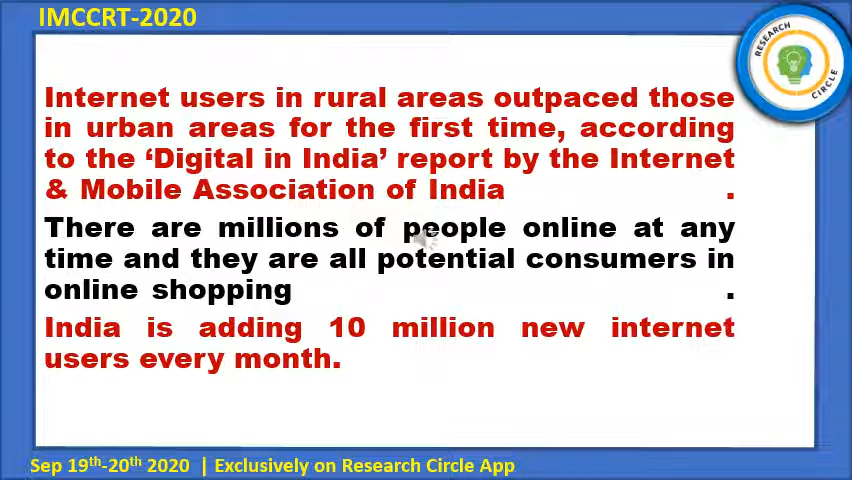 IMCCRT-2020
RESEARCH
CIRCLE
Internet users in rural areas outpaced those
in urban areas for the first time, according
to the ‘Digital in India’ report by the Internet
& Mobile Association of India .
There are millions of people online at any
time and they are all potential consumers in
online shopping .
India is adding 10 million new internet
users every month.
Sep 19th-20th 2020 | Exclusively on Research Circle App